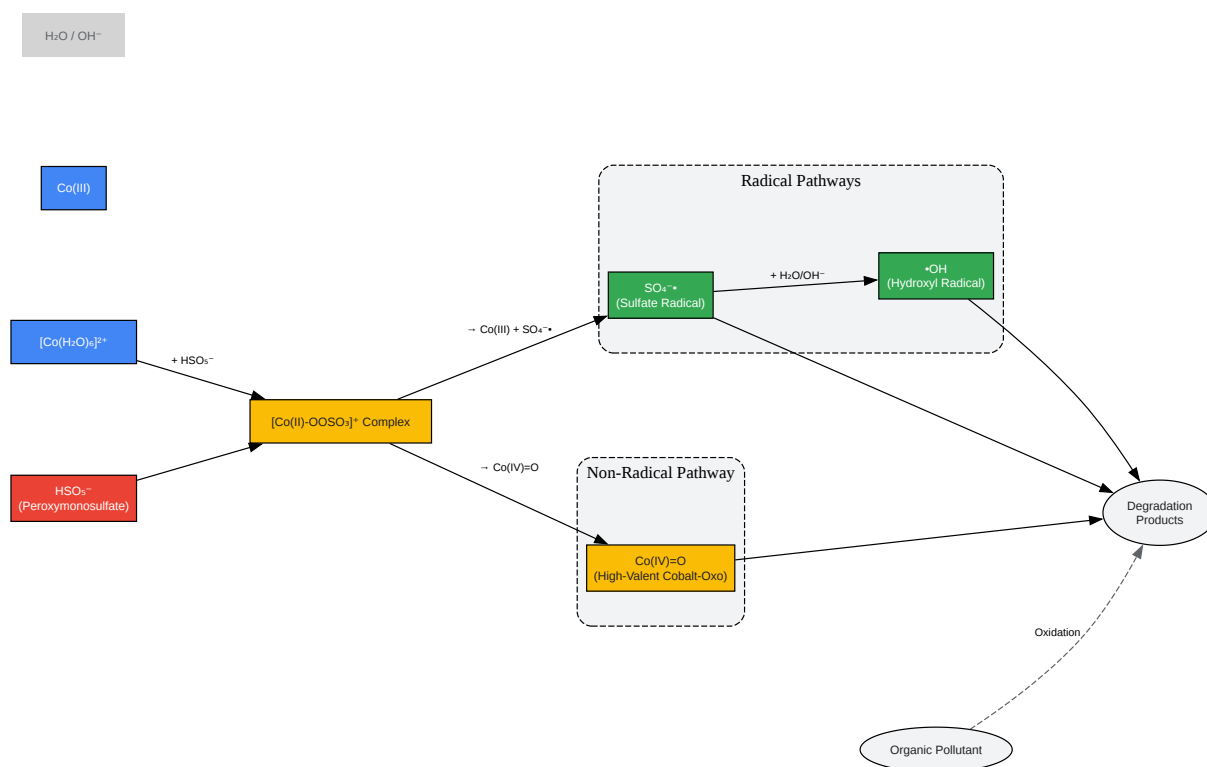 H₂O / OH⁻
Co(III)
Radical Pathways
•OH
(Hydroxyl Radical)
+ H₂O/OH⁻
SO₄⁻•
(Sulfate Radical)
→ Co(III) + SO₄⁻•
[Co(H₂O)₆]²⁺
+ HSO₅⁻
[Co(II)-OOSO₃]⁺ Complex
→ Co(IV)=O
Non-Radical Pathway
HSO₅⁻
(Peroxymonosulfate)
Degradation
Products
Co(IV)=O
(High-Valent Cobalt-Oxo)
Oxidation
Organic Pollutant